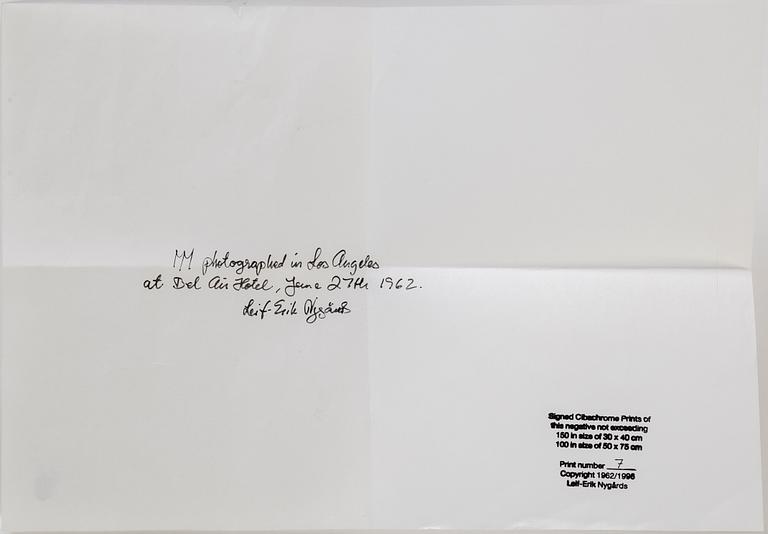 MM photographed in Los Angeles
at Bel Air Hotel, June 27th 1962.
Leif-Erik Nygårds
Signed Cibachrome Prints of
this negative not exceeding
150 in size of 30 x 40 cm
100 in size of 50 x 75 cm
Print number 7
Copyright 1962/1996
Leif-Erik Nygårds